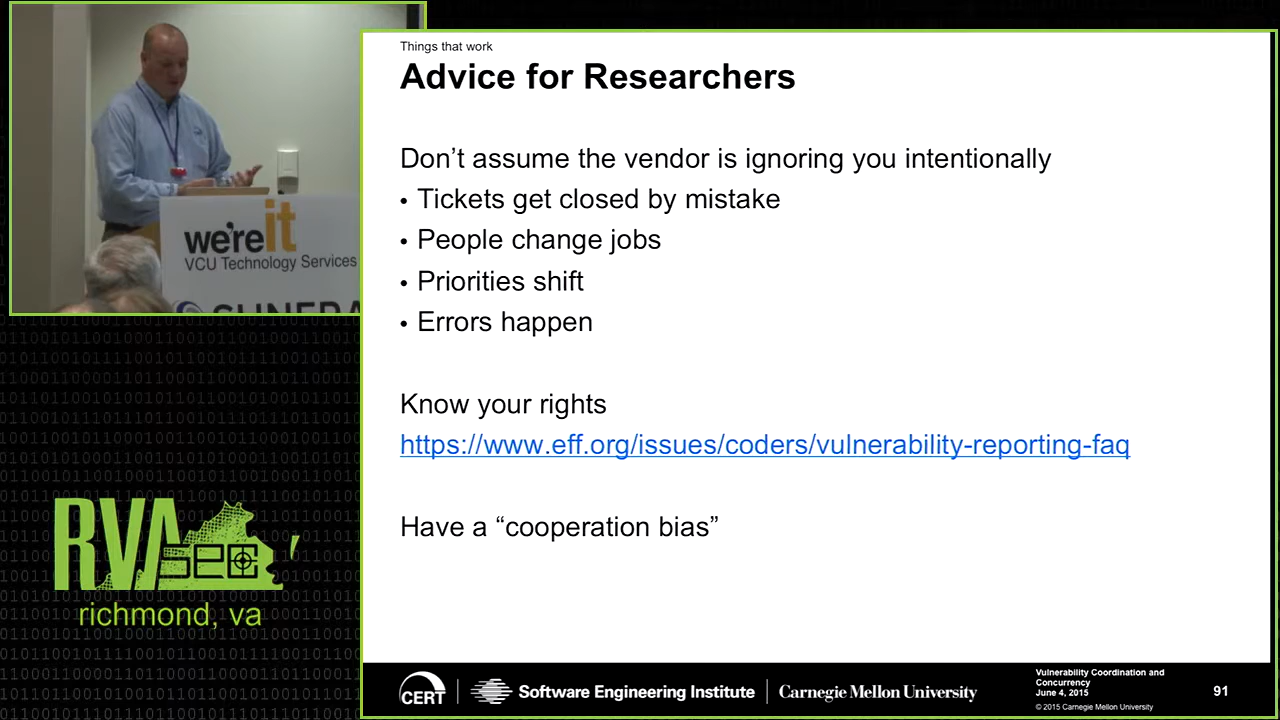 we're it
VCU Technology Services
Things that work
Advice for Researchers
Don't assume the vendor is ignoring you intentionally
• Tickets get closed by mistake
• People change jobs
• Priorities shift
• Errors happen
Know your rights
https://www.eff.org/issues/coders/vulnerability-reporting-faq
Have a “cooperation bias”
RVAsec
richmond, va
CERT
Software Engineering Institute
Carnegie Mellon University
Vulnerability Coordination and
Concurrency
June 4, 2015
© 2015 Carnegie Mellon University
91